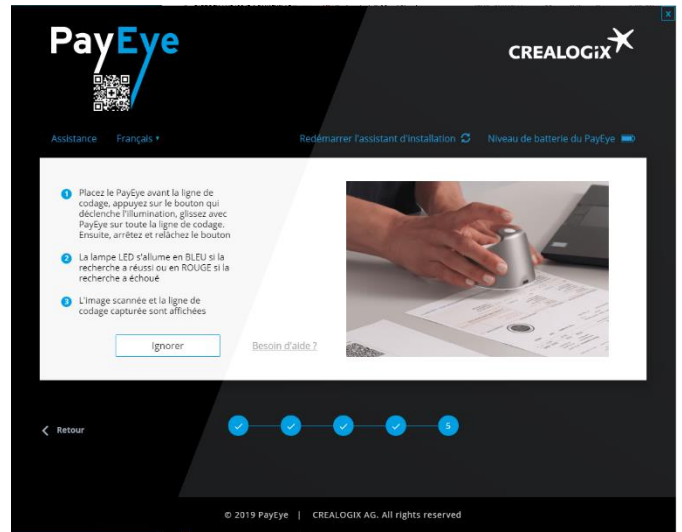 PayEye
CREALOGIX
Assistance Français
Redémarrer l'assistant d'installation
Niveau de batterie du PayEye
1 Placez le PayEye avant la ligne de
codage, appuyez sur le bouton qui
déclenche l'illumination, glissez avec
PayEye sur toute la ligne de codage.
Ensuite, arrêtez et relâchez le bouton
2 La lampe LED s'allume en BLEU si la
recherche a réussi ou en ROUGE si la
recherche a échoué
3 L'image scannée et la ligne de
codage capturée sont affichées
Ignorer
Besoin d'aide ?
Retour
5
© 2019 PayEye | CREALOGIX AG. All rights reserved